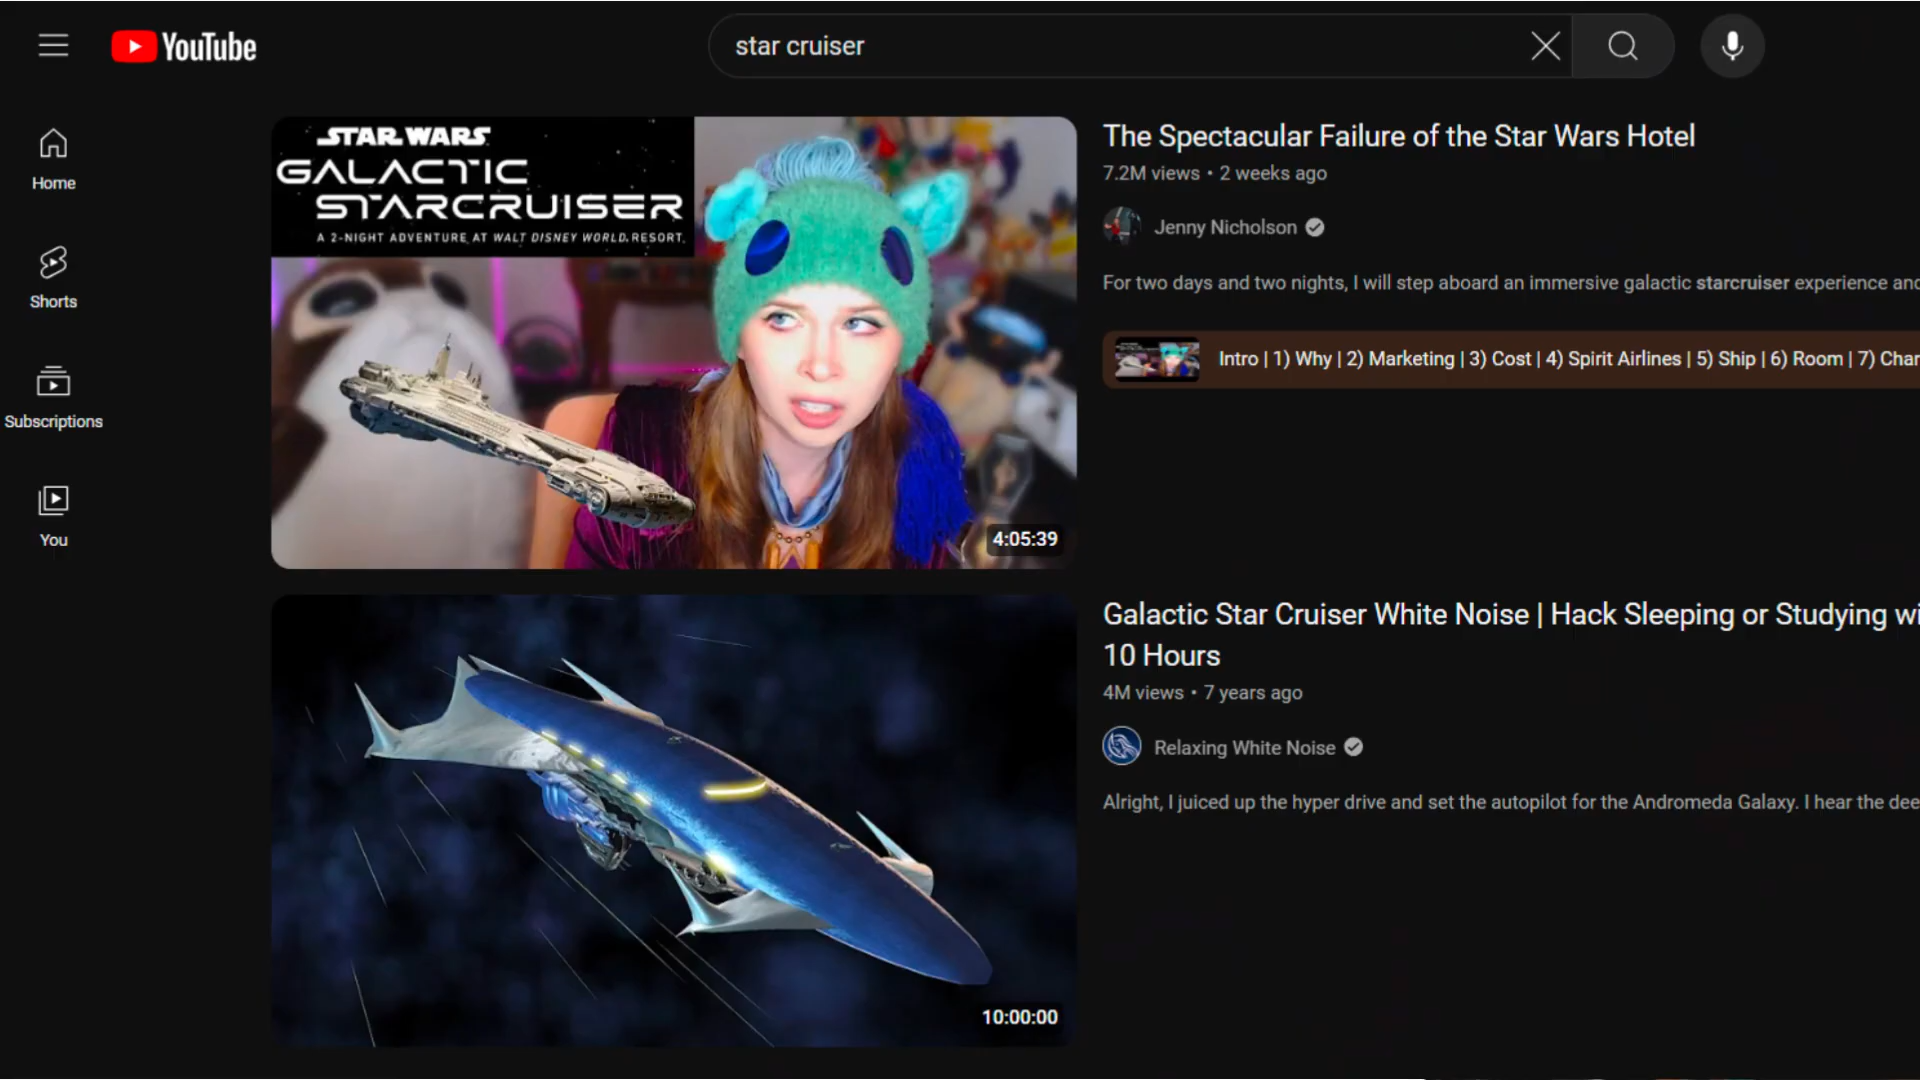 YouTube
star cruiser
Home
Shorts
Subscriptions
You
STAR WARS
GALACTIC
STARCRUISER
A 2-NIGHT ADVENTURE AT WALT DISNEY WORLD. RESORT.
4:05:39
The Spectacular Failure of the Star Wars Hotel
7.2M views • 2 weeks ago
Jenny Nicholson
For two days and two nights, I will step aboard an immersive galactic starcruiser experience and
Intro | 1) Why | 2) Marketing | 3) Cost | 4) Spirit Airlines | 5) Ship | 6) Room | 7) Char
10:00:00
Galactic Star Cruiser White Noise | Hack Sleeping or Studying wi
10 Hours
4M views • 7 years ago
Relaxing White Noise
Alright, I juiced up the hyper drive and set the autopilot for the Andromeda Galaxy. I hear the dee